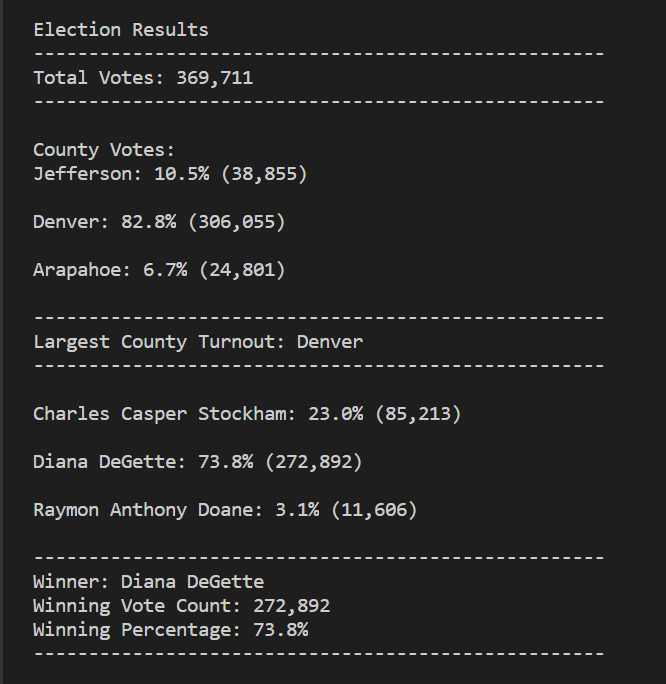 Election Results
----------------------------------------------------
Total Votes: 369,711
----------------------------------------------------
County Votes:
Jefferson: 10.5% (38,855)
Denver: 82.8% (306,055)
Arapahoe: 6.7% (24,801)
----------------------------------------------------
Largest County Turnout: Denver
----------------------------------------------------
Charles Casper Stockham: 23.0% (85,213)
Diana DeGette: 73.8% (272,892)
Raymon Anthony Doane: 3.1% (11,606)
----------------------------------------------------
Winner: Diana DeGette
Winning Vote Count: 272,892
Winning Percentage: 73.8%
----------------------------------------------------